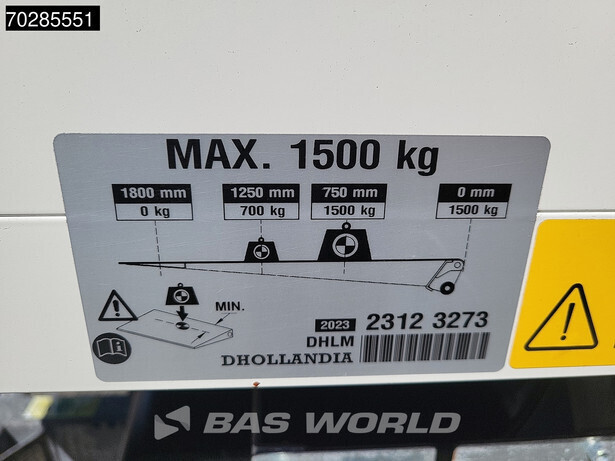 70285551
MAX. 1500 kg
1800 mm 1250 mm 750 mm 0 mm
0 kg 700 kg 1500 kg 1500 kg
MIN.
2023 2312 3273
DHLM
DHOLLANDIA
BAS WORLD